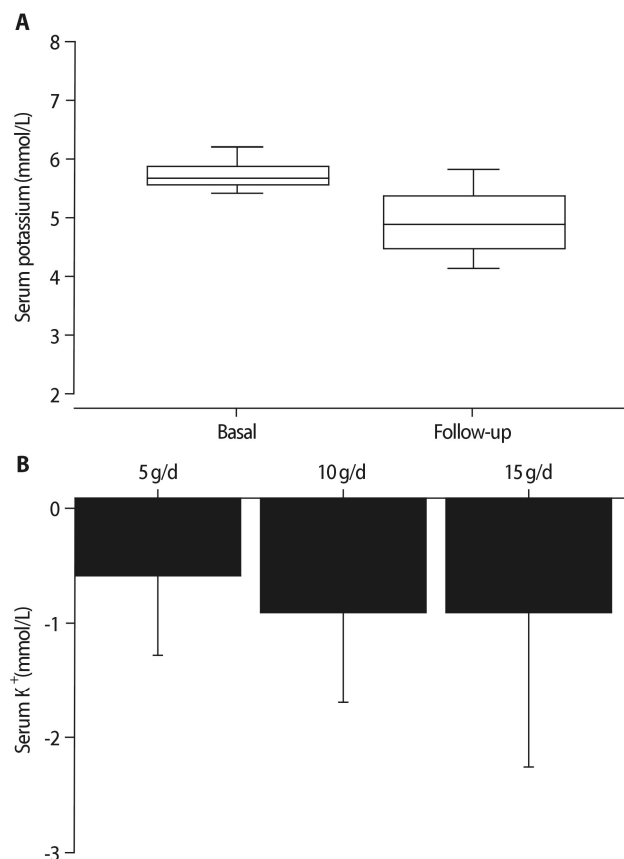 A
8
7
6
5
4
3
2
Serum potassium (mmol/L)
Basal Follow-up
B
5 g/d 10 g/d 15 g/d
0
-1
-2
-3
Serum K+ (mmol/L)